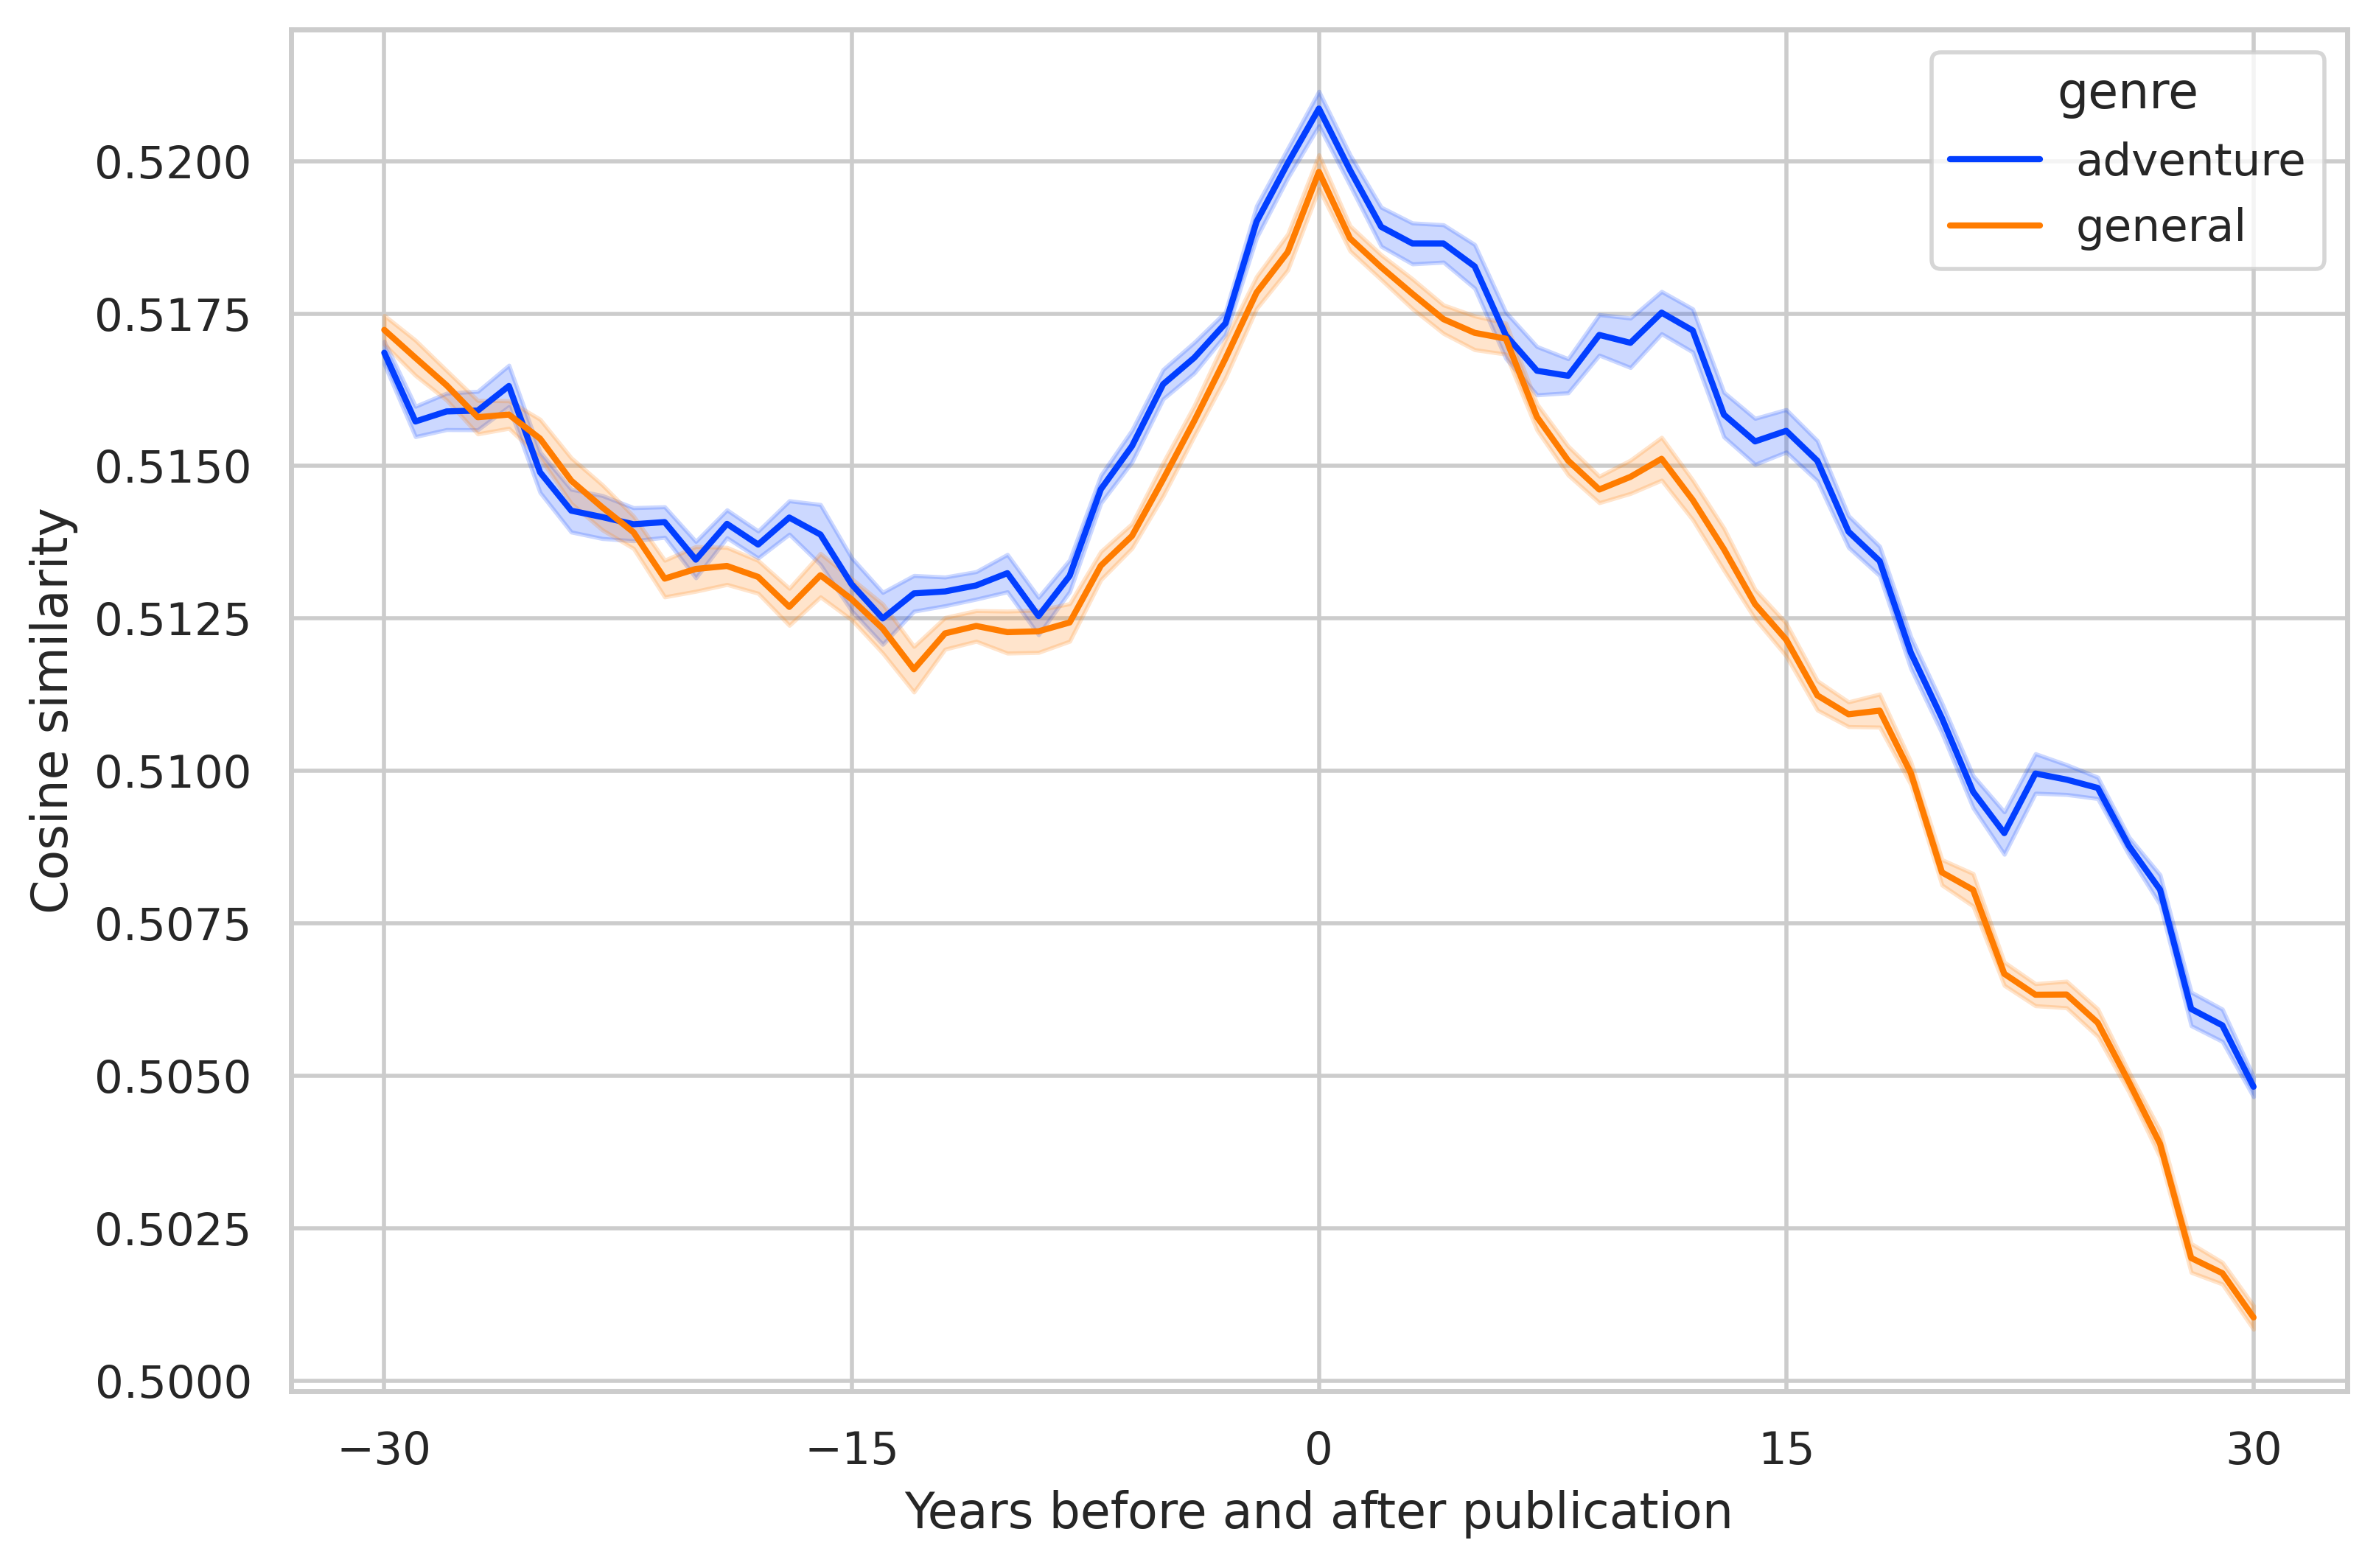 genre
adventure
general
0.5200
0.5175
0.5150
0.5125
0.5100
0.5075
0.5050
0.5025
0.5000
Cosine similarity
−30
−15
0
15
30
Years before and after publication